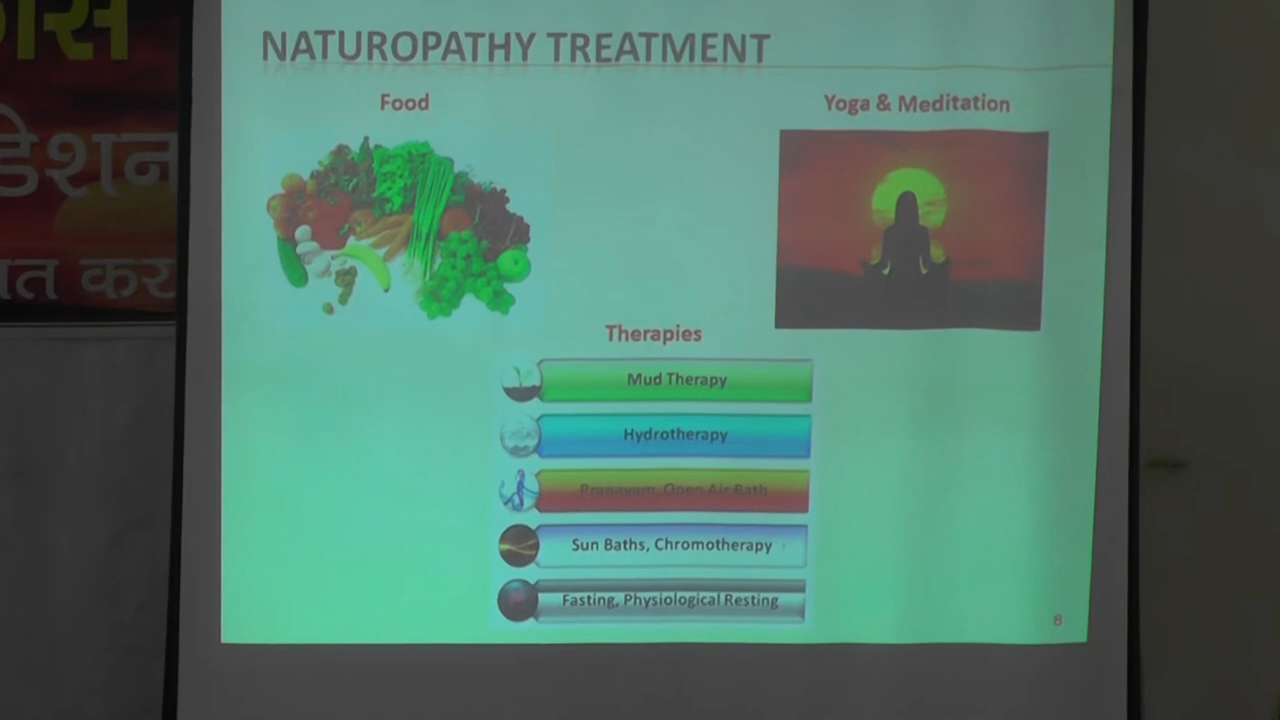 NATUROPATHY TREATMENT
Food
Yoga & Meditation
Therapies
Mud Therapy
Hydrotherapy
Pranayam, Open Air Bath
Sun Baths, Chromotherapy
Fasting, Physiological Resting
8